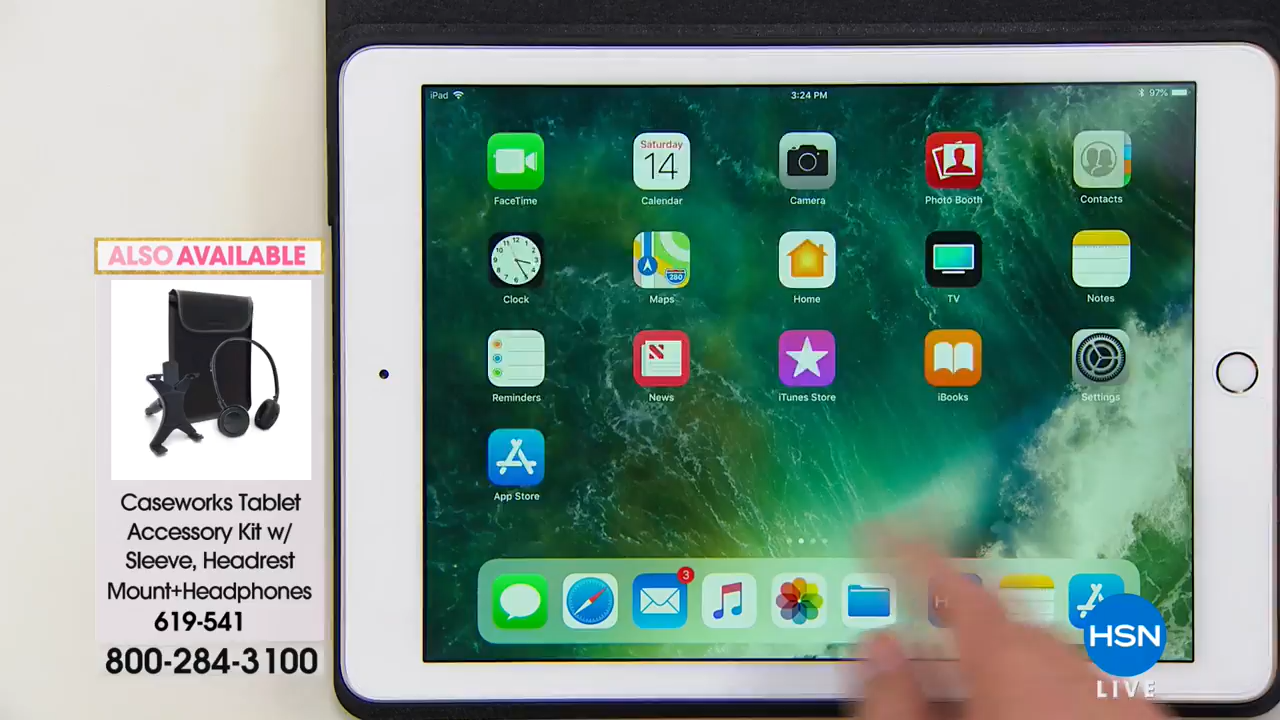 iPad
3:24 PM
97%
Saturday
14
FaceTime
Calendar
Camera
Photo Booth
Contacts
280
Clock
Maps
Home
TV
Notes
Reminders
News
iTunes Store
iBooks
Settings
App Store
3
ALSO AVAILABLE
Caseworks Tablet
Accessory Kit w/
Sleeve, Headrest
Mount+Headphones
619-541
800-284-3100
HSN
LIVE